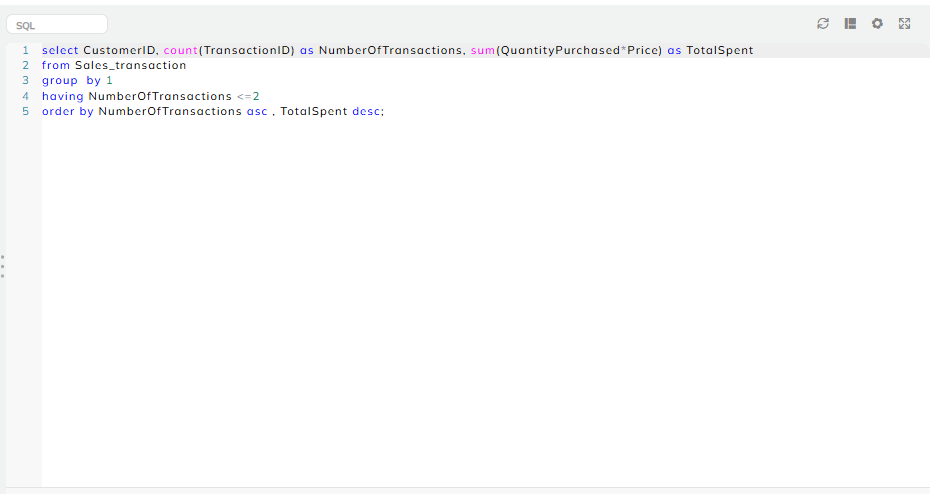 SQL
1 select CustomerID, count(TransactionID) as NumberOfTransactions, sum(QuantityPurchased*Price) as TotalSpent
2 from Sales_transaction
3 group  by 1
4 having NumberOfTransactions <=2
5 order by NumberOfTransactions asc , TotalSpent desc;